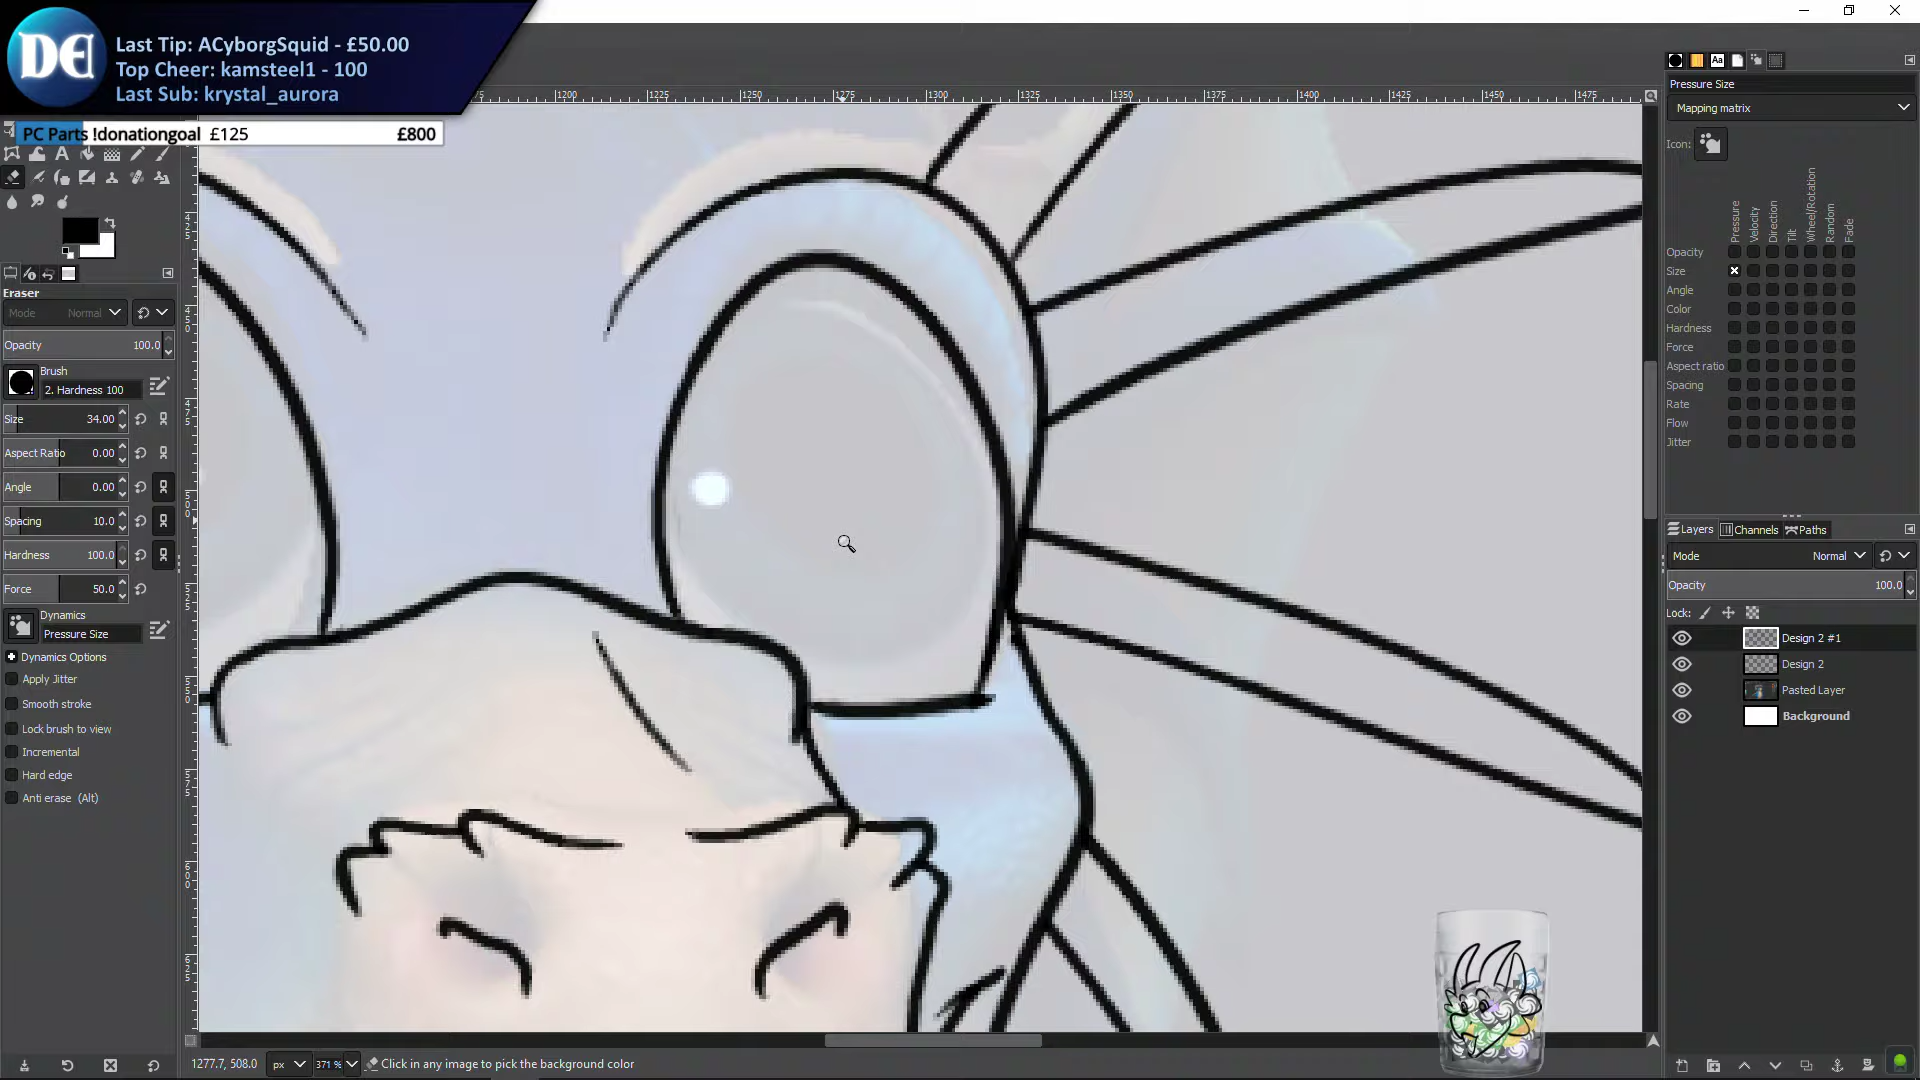 DE
Last Tip: ACyborgSquid - £50.00
Top Cheer: kamsteel1 - 100
Last Sub: krystal_aurora
PC Parts !donationgoal £125 £800
1200 1225 1250 1275 1300 1325 1350 1375 1400 1425 1450 1475
Eraser
Mode Normal
Opacity 100.0
Brush
2. Hardness 100
Size 34.00
Aspect Ratio 0.00
Angle 0.00
Spacing 10.0
Hardness 100.0
Force 50.0
Dynamics
Pressure Size
Dynamics Options
Apply Jitter
Smooth stroke
Lock brush to view
Incremental
Hard edge
Anti erase (Alt)
1277.7, 508.0 px 371 % Click in any image to pick the background color
Aa
Pressure Size
Mapping matrix
Icon:
Pressure Velocity Direction Tilt Wheel/Rotation Random Fade
Opacity
Size
Angle
Color
Hardness
Force
Aspect ratio
Spacing
Rate
Flow
Jitter
Layers Channels Paths
Mode Normal
Opacity 100.0
Lock:
Design 2 #1
Design 2
Pasted Layer
Background